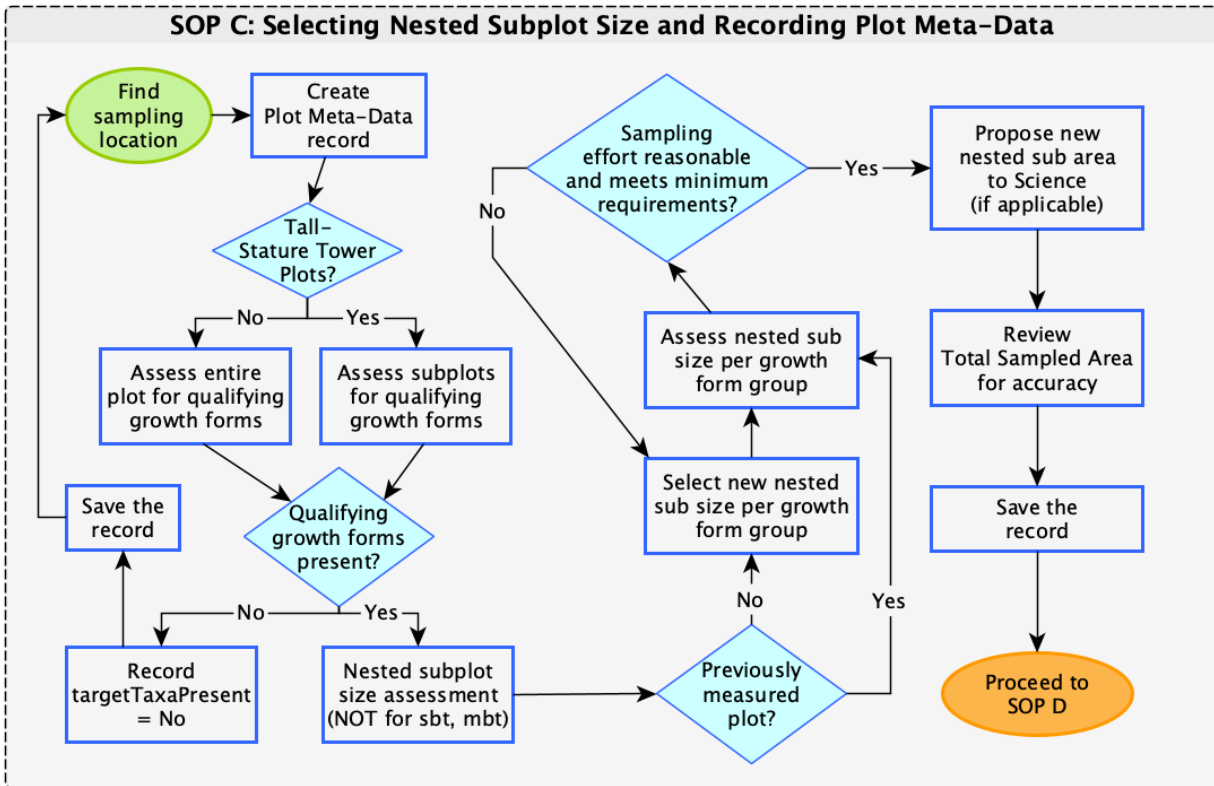 SOP C: Selecting Nested Subplot Size and Recording Plot Meta-Data
Find
sampling
location
Create
Plot Meta-Data
record
Tall-
Stature Tower
Plots?
No
Yes
Assess entire
plot for qualifying
growth forms
Assess subplots
for qualifying
growth forms
Qualifying
growth forms
present?
No
Yes
Record
targetTaxaPresent
= No
Save the
record
Nested subplot
size assessment
(NOT for sbt, mbt)
Previously
measured
plot?
No
Yes
Select new nested
sub size per growth
form group
Assess nested sub
size per growth
form group
Sampling
effort reasonable
and meets minimum
requirements?
No
Yes
Propose new
nested sub area
to Science
(if applicable)
Review
Total Sampled Area
for accuracy
Save the
record
Proceed to
SOP D